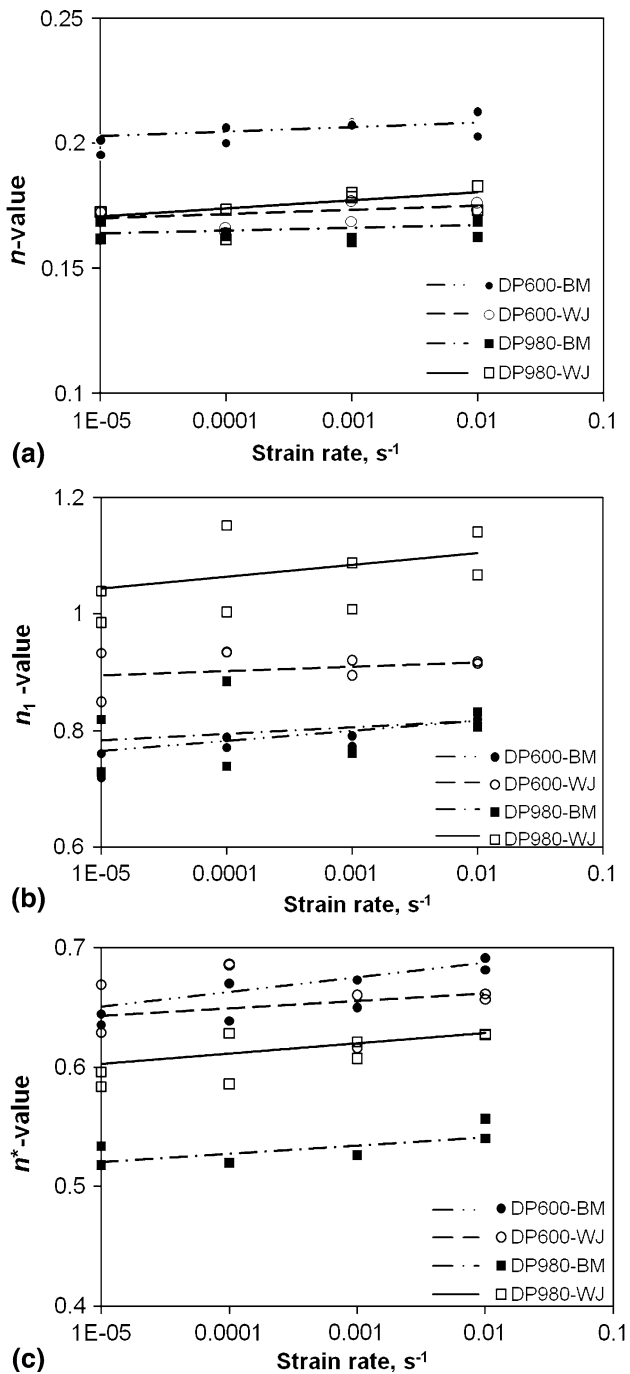 0.25
0.2
0.15
0.1
n-value
1E-05 0.0001 0.001 0.01 0.1
Strain rate, s-1
DP600-BM
DP600-WJ
DP980-BM
DP980-WJ
(a)
1.2
1
0.8
0.6
n1 -value
1E-05 0.0001 0.001 0.01 0.1
Strain rate, s-1
DP600-BM
DP600-WJ
DP980-BM
DP980-WJ
(b)
0.7
0.6
0.5
0.4
n*-value
1E-05 0.0001 0.001 0.01 0.1
Strain rate, s-1
DP600-BM
DP600-WJ
DP980-BM
DP980-WJ
(c)